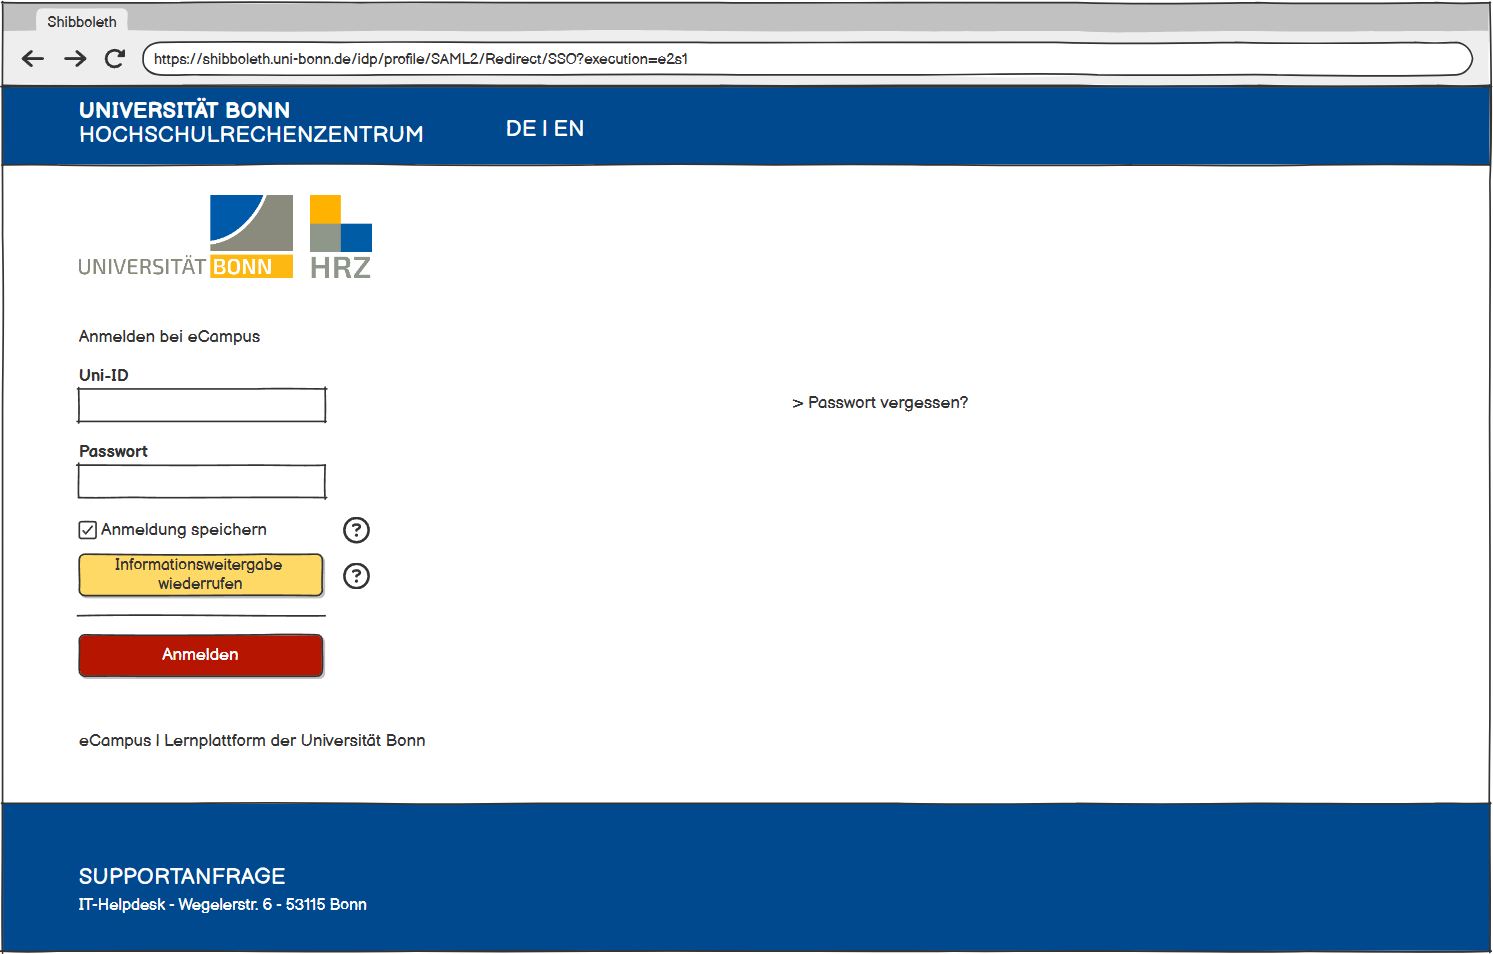 Shibboleth
https://shibboleth.uni-bonn.de/idp/profile/SAML2/Redirect/SSO?execution=e2s1
UNIVERSITÄT BONN
HOCHSCHULRECHENZENTRUM
DE | EN
UNIVERSITÄT BONN
HRZ
Anmelden bei eCampus
Uni-ID
> Passwort vergessen?
Passwort
Anmeldung speichern
?
Informationsweitergabe
wiederrufen
?
Anmelden
eCampus | Lernplattform der Universität Bonn
SUPPORTANFRAGE
IT-Helpdesk - Wegelerstr. 6 - 53115 Bonn